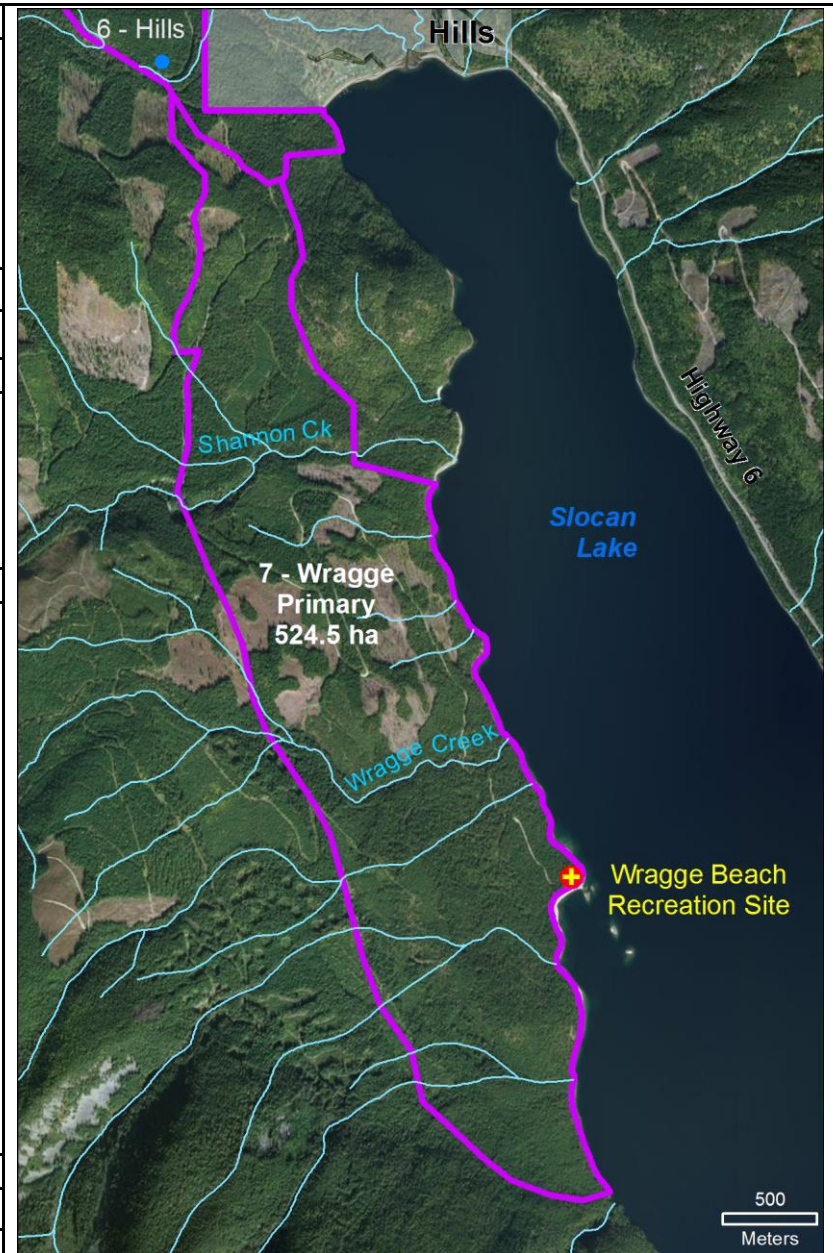 6 - Hills
Hills
Highway 6
Shannon Ck
Slocan
Lake
7 - Wragge
Primary
524.5 ha
Wragge Creek
Wragge Beach
Recreation Site
500
Meters